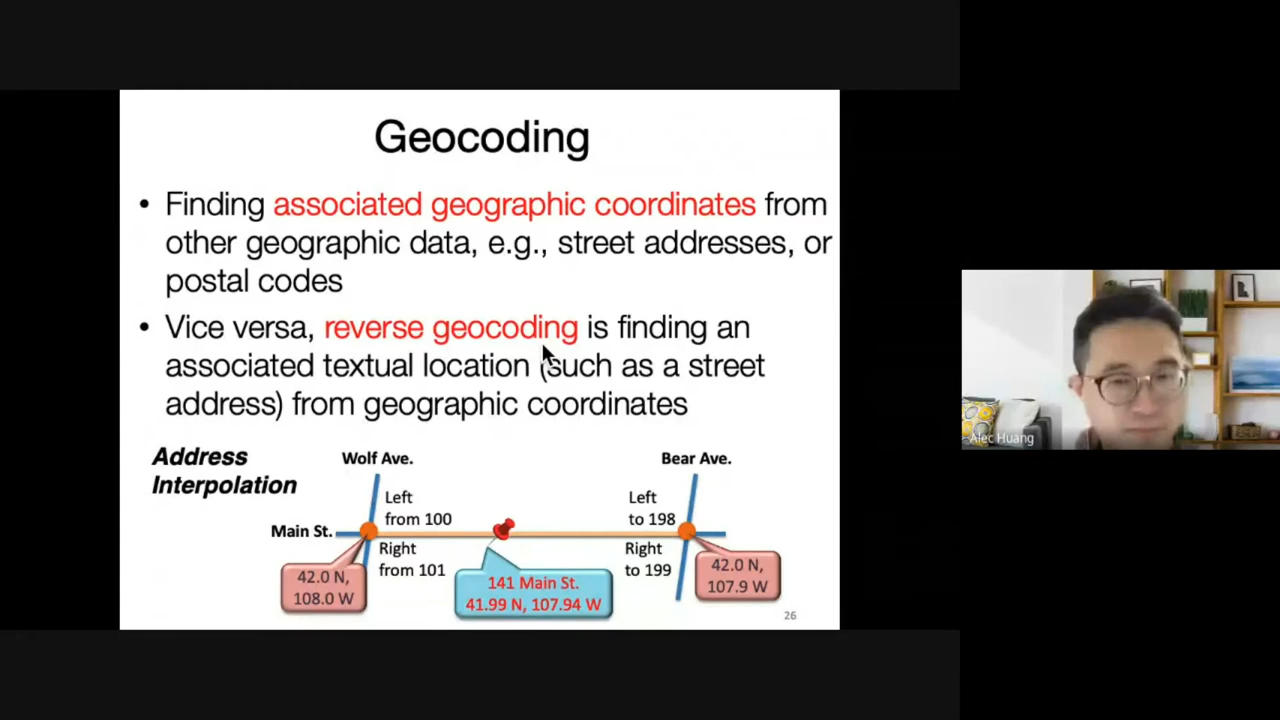 Geocoding
• Finding associated geographic coordinates from
other geographic data, e.g., street addresses, or
postal codes
• Vice versa, reverse geocoding is finding an
associated textual location (such as a street
address) from geographic coordinates
Address
Interpolation
Wolf Ave.
Bear Ave.
Left
from 100
Left
to 198
Main St.
Right
from 101
Right
to 199
42.0 N,
108.0 W
141 Main St.
41.99 N, 107.94 W
42.0 N,
107.9 W
26
Alec Huang